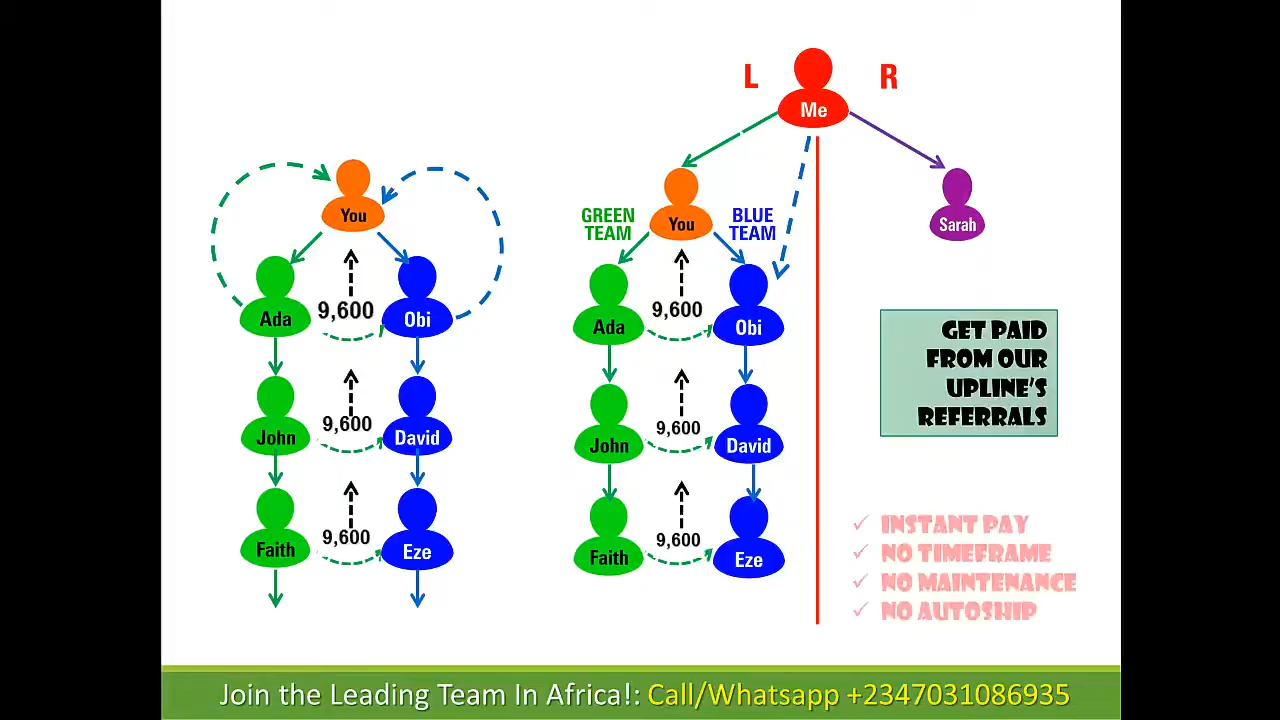 L
R
Me
You
Ada
9,600
Obi
John
9,600
David
Faith
9,600
Eze
GREEN
TEAM
You
BLUE
TEAM
Sarah
Ada
9,600
Obi
John
9,600
David
Faith
9,600
Eze
GET PAID
FROM OUR
UPLINE'S
REFERRALS
✓ INSTANT PAY
✓ NO TIMEFRAME
✓ NO MAINTENANCE
✓ NO AUTOSHIP
Join the Leading Team In Africa!: Call/Whatsapp +2347031086935